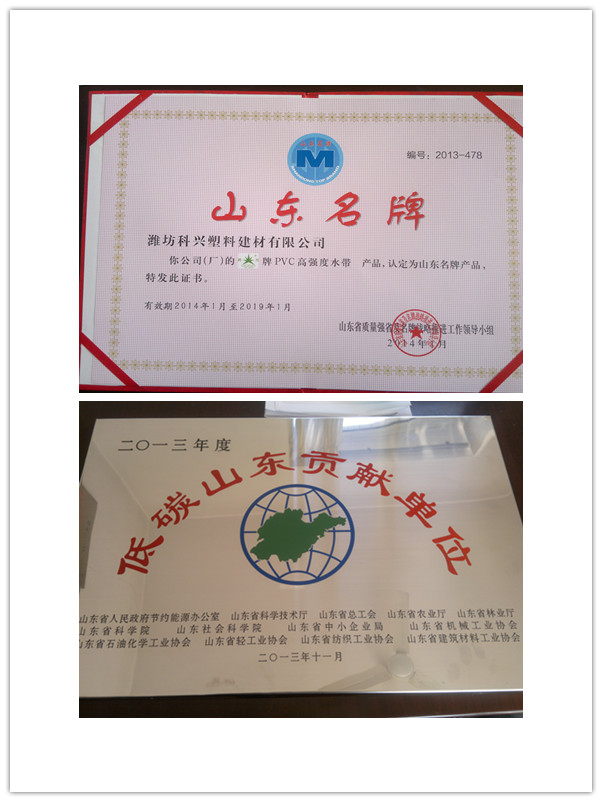 编号：2013-478
M
山东名牌
潍坊科兴塑料建材有限公司
你公司(厂)的 牌PVC高强度水带 产品，认定为山东名牌产品。
特发此证书。
有效期2014年1月至2019年1月
山东省质量强省及名牌战略推进工作领导小组
2014年1月
二〇一三年度
低碳山东贡献单位
山东省人民政府节约能源办公室 山东省科学技术厅 山东省总工会 山东省农业厅 山东省林业厅
山东省科学院 山东社会科学院 山东省中小企业局 山东省机械工业协会
山东省石油化学工业协会 山东省轻工业协会 山东省纺织工业协会 山东省建筑材料工业协会
二〇一三年十一月